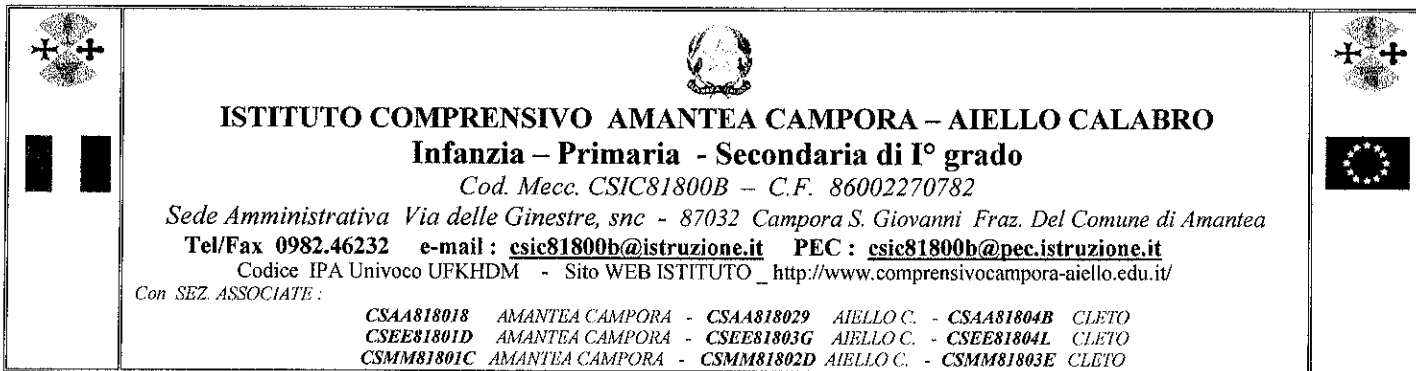 ISTITUTO COMPRENSIVO AMANTEA CAMPORA – AIELLO CALABRO
Infanzia – Primaria - Secondaria di I° grado
Cod. Mecc. CSIC81800B – C.F. 86002270782
Sede Amministrativa Via delle Ginestre, snc - 87032 Campora S. Giovanni Fraz. Del Comune di Amantea
Tel/Fax 0982.46232 e-mail : csic81800b@istruzione.it PEC : csic81800b@pec.istruzione.it
Codice IPA Univoco UFKHDM - Sito WEB ISTITUTO _ http://www.comprensivocampora-aiello.edu.it/
Con SEZ. ASSOCIATE :
CSAA818018 AMANTEA CAMPORA - CSAA818029 AIELLO C. - CSAA81804B CLETO
CSEE81801D AMANTEA CAMPORA - CSEE81803G AIELLO C. - CSEE81804L CLETO
CSMM81801C AMANTEA CAMPORA - CSMM81802D AIELLO C. - CSMM81803E CLETO